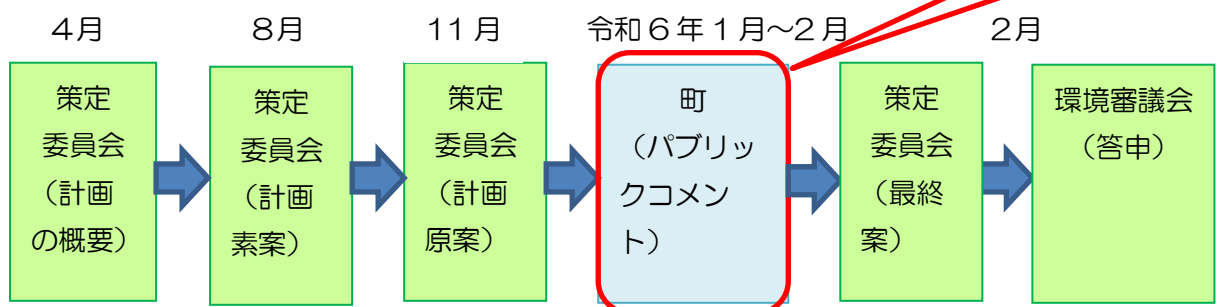 4月
8月
11月
令和6年1月～2月
2月
策定
委員会
（計画
の概要）
策定
委員会
（計画
素案）
策定
委員会
（計画
原案）
町
（パブリッ
クコメン
ト）
策定
委員会
（最終
案）
環境審議会
（答申）